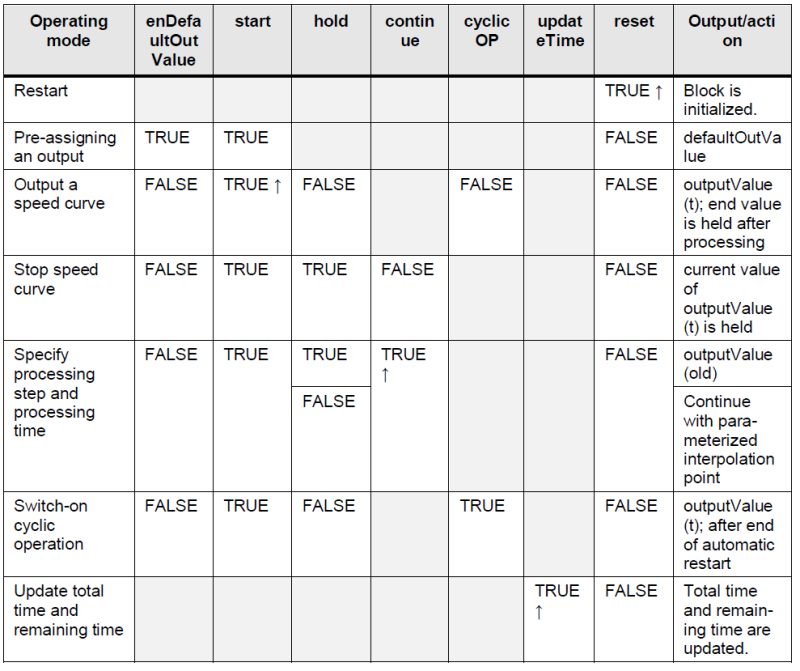 Operating mode | enDefaultOutValue | start | hold | continue | cyclicOP | updateTime | reset | Output/action
Restart | | | | | | | TRUE ↑ | Block is initialized.
Pre-assigning an output | TRUE | TRUE | | | | | FALSE | defaultOutValue
Output a speed curve | FALSE | TRUE ↑ | FALSE | | FALSE | | FALSE | outputValue (t); end value is held after processing
Stop speed curve | FALSE | TRUE | TRUE | FALSE | | | FALSE | current value of outputValue (t) is held
Specify processing step and processing time | FALSE | TRUE | TRUE | TRUE ↑ | | | FALSE | outputValue (old)
| | | FALSE | | | | | Continue with para-meterized interpolation point
Switch-on cyclic operation | FALSE | TRUE | FALSE | | TRUE | | FALSE | outputValue (t); after end of automatic restart
Update total time and remaining time | | | | | | TRUE ↑ | FALSE | Total time and remain-ing time are updated.